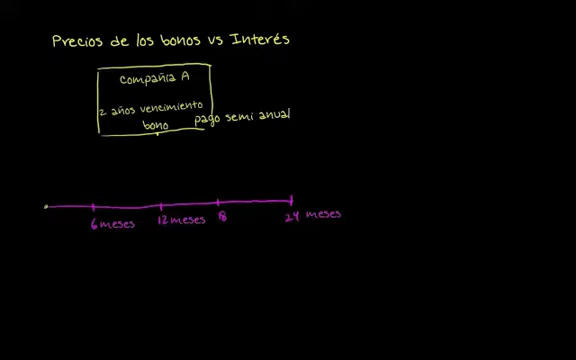 Precios de los bonos vs Interés
Compañia A
2 años vencimiento
bono
pago semi anual
6 meses
12 meses
18
24 meses